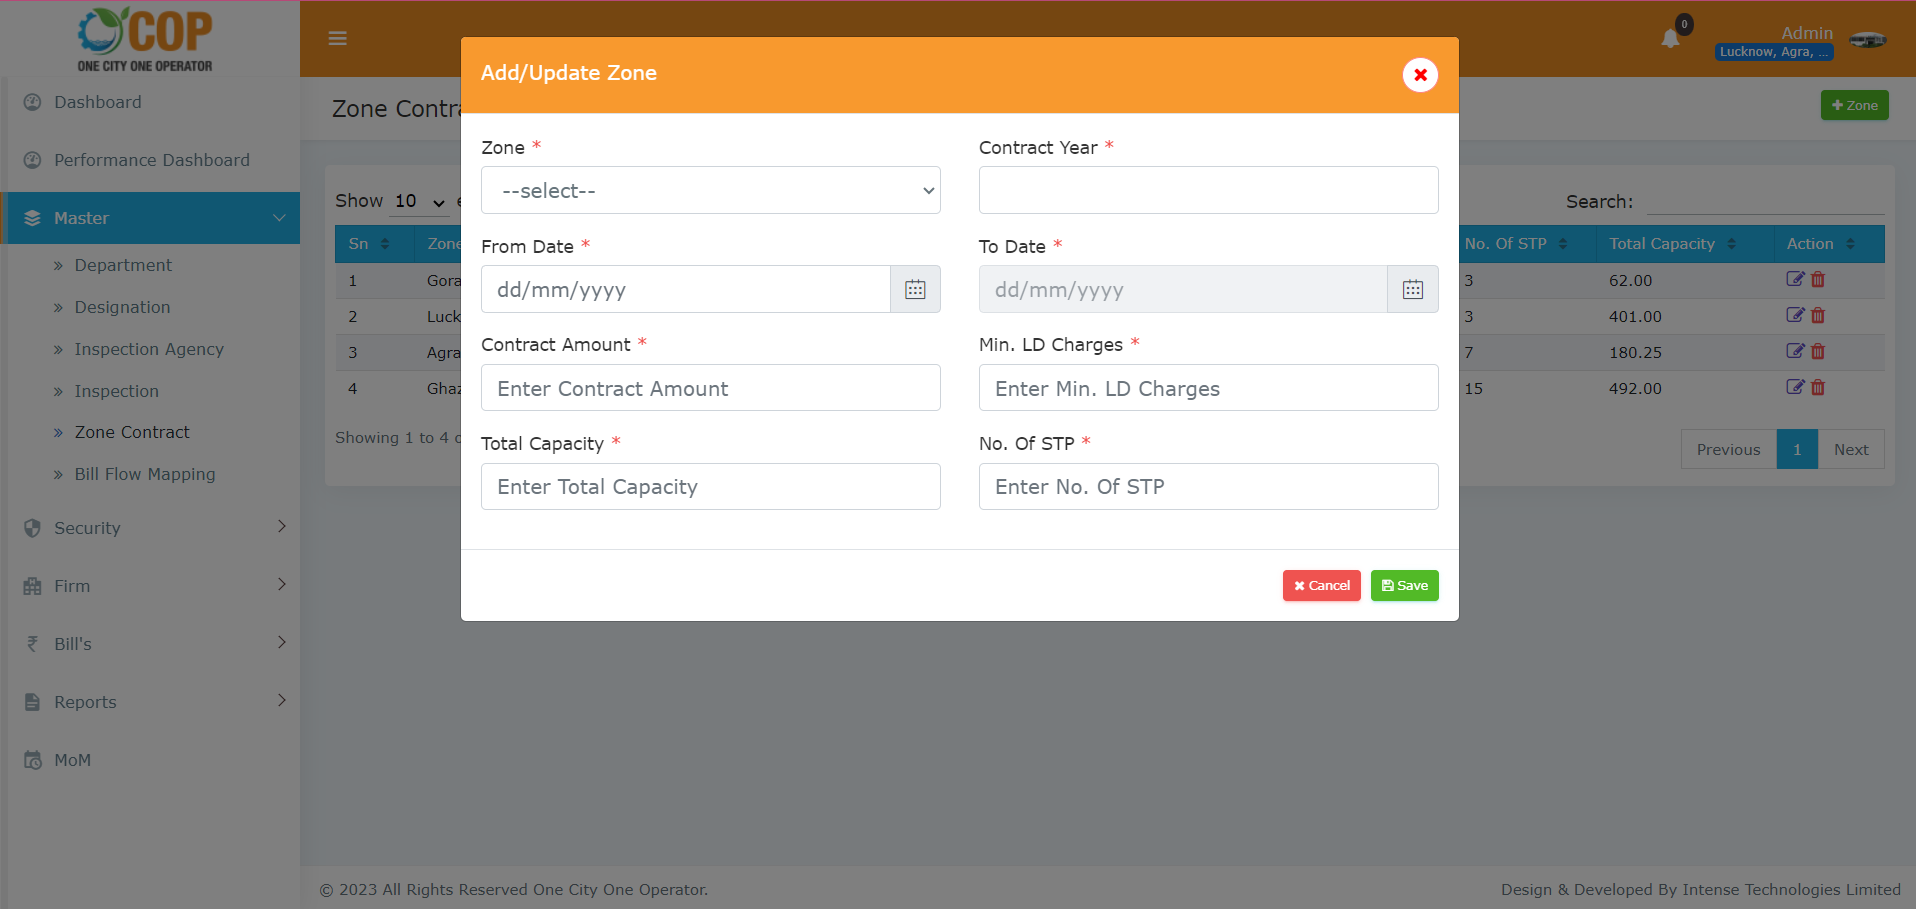 COP
ONE CITY ONE OPERATOR
0
Admin
Lucknow, Agra, ...
Dashboard
Performance Dashboard
Master
Department
Designation
Inspection Agency
Inspection
Zone Contract
Bill Flow Mapping
Security
Firm
Bill's
Reports
MoM
Zone Contra
+ Zone
Show 10
Search:
Sn Zone No. Of STP Total Capacity Action
1 Gora 3 62.00
2 Luck 3 401.00
3 Agra 7 180.25
4 Ghaz 15 492.00
Showing 1 to 4 o
Previous 1 Next
Add/Update Zone
Zone * Contract Year *
--select--
From Date * To Date *
dd/mm/yyyy dd/mm/yyyy
Contract Amount * Min. LD Charges *
Enter Contract Amount Enter Min. LD Charges
Total Capacity * No. Of STP *
Enter Total Capacity Enter No. Of STP
Cancel Save
© 2023 All Rights Reserved One City One Operator.
Design & Developed By Intense Technologies Limited